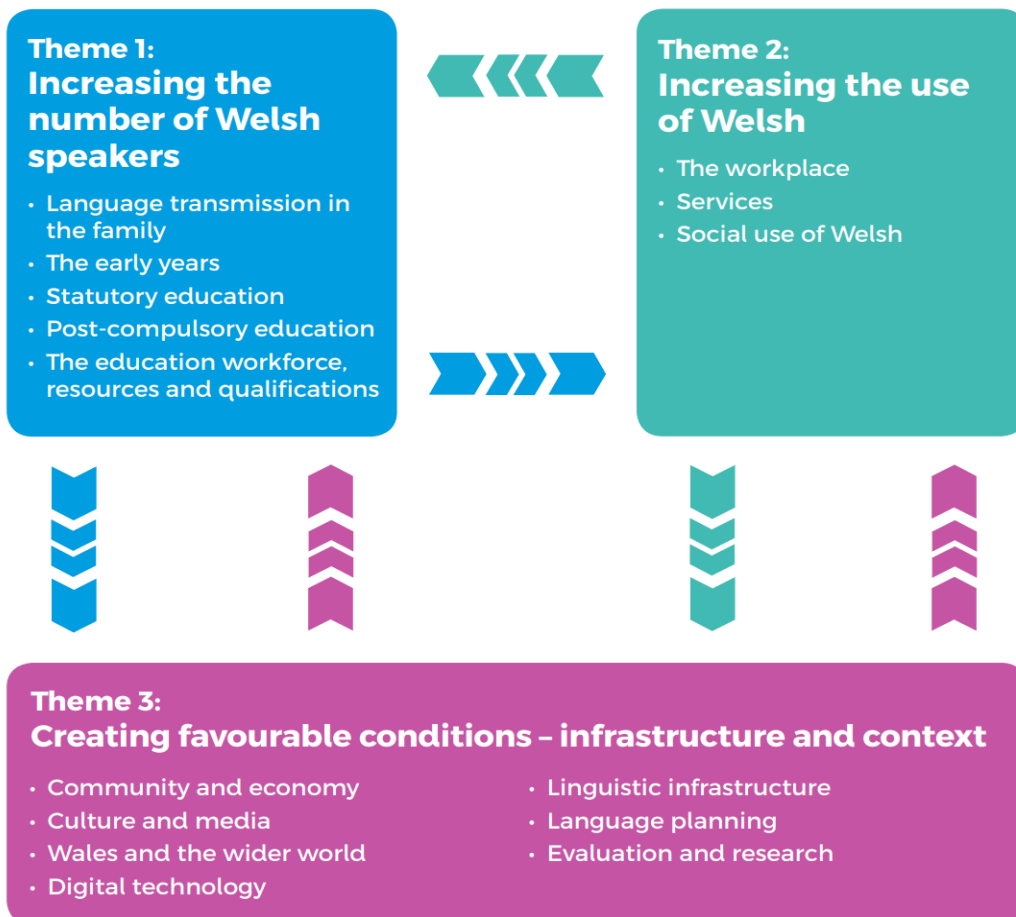 Theme 1:
Increasing the
number of Welsh
speakers
• Language transmission in
the family
• The early years
• Statutory education
• Post-compulsory education
• The education workforce,
resources and qualifications
Theme 2:
Increasing the use
of Welsh
• The workplace
• Services
• Social use of Welsh
Theme 3:
Creating favourable conditions – infrastructure and context
• Community and economy
• Culture and media
• Wales and the wider world
• Digital technology
• Linguistic infrastructure
• Language planning
• Evaluation and research